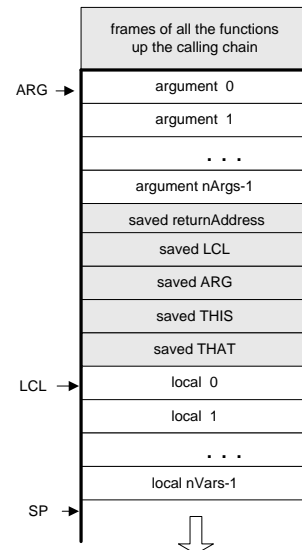 frames of all the functions
up the calling chain
ARG
argument 0
argument 1
. . .
argument nArgs-1
saved returnAddress
saved LCL
saved ARG
saved THIS
saved THAT
LCL
local 0
local 1
. . .
local nVars-1
SP